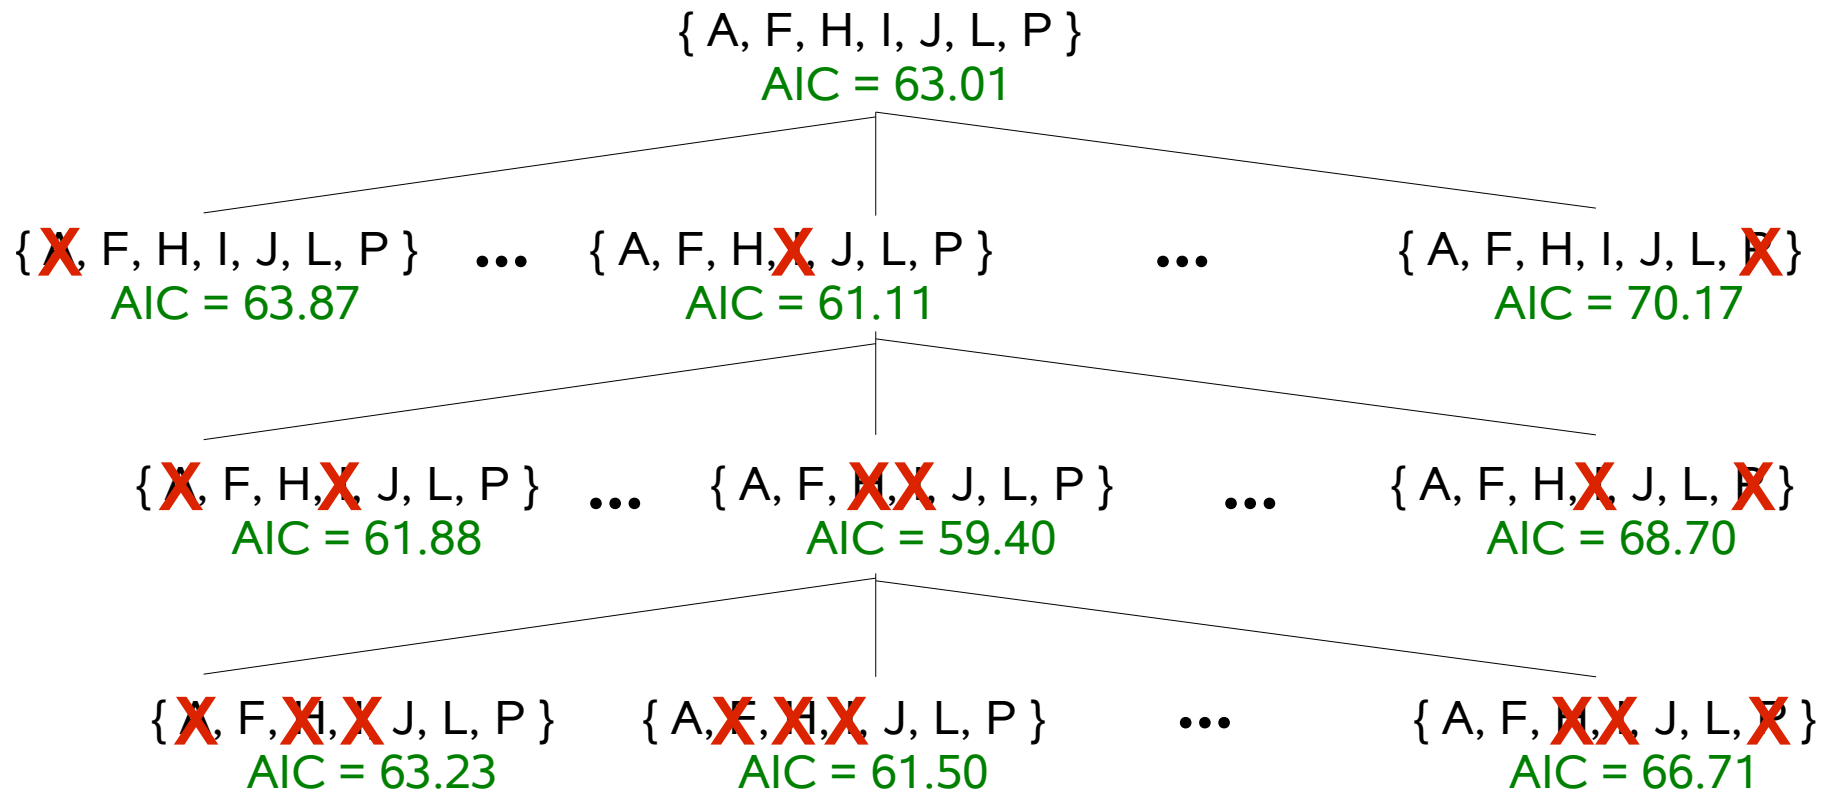 { A, F, H, I, J, L, P }
AIC = 63.01
{ X, F, H, I, J, L, P } ... { A, F, H, X J, L, P } ... { A, F, H, I, J, L, X }
AIC = 63.87 AIC = 61.11 AIC = 70.17
{ X, F, H, X J, L, P } ... { A, F, X X, J, L, P } ... { A, F, H, X, J, L, X }
AIC = 61.88 AIC = 59.40 AIC = 68.70
{ X, F, X, X J, L, P } { A, X, X, X, J, L, P } ... { A, F, X X, J, L, X }
AIC = 63.23 AIC = 61.50 AIC = 66.71